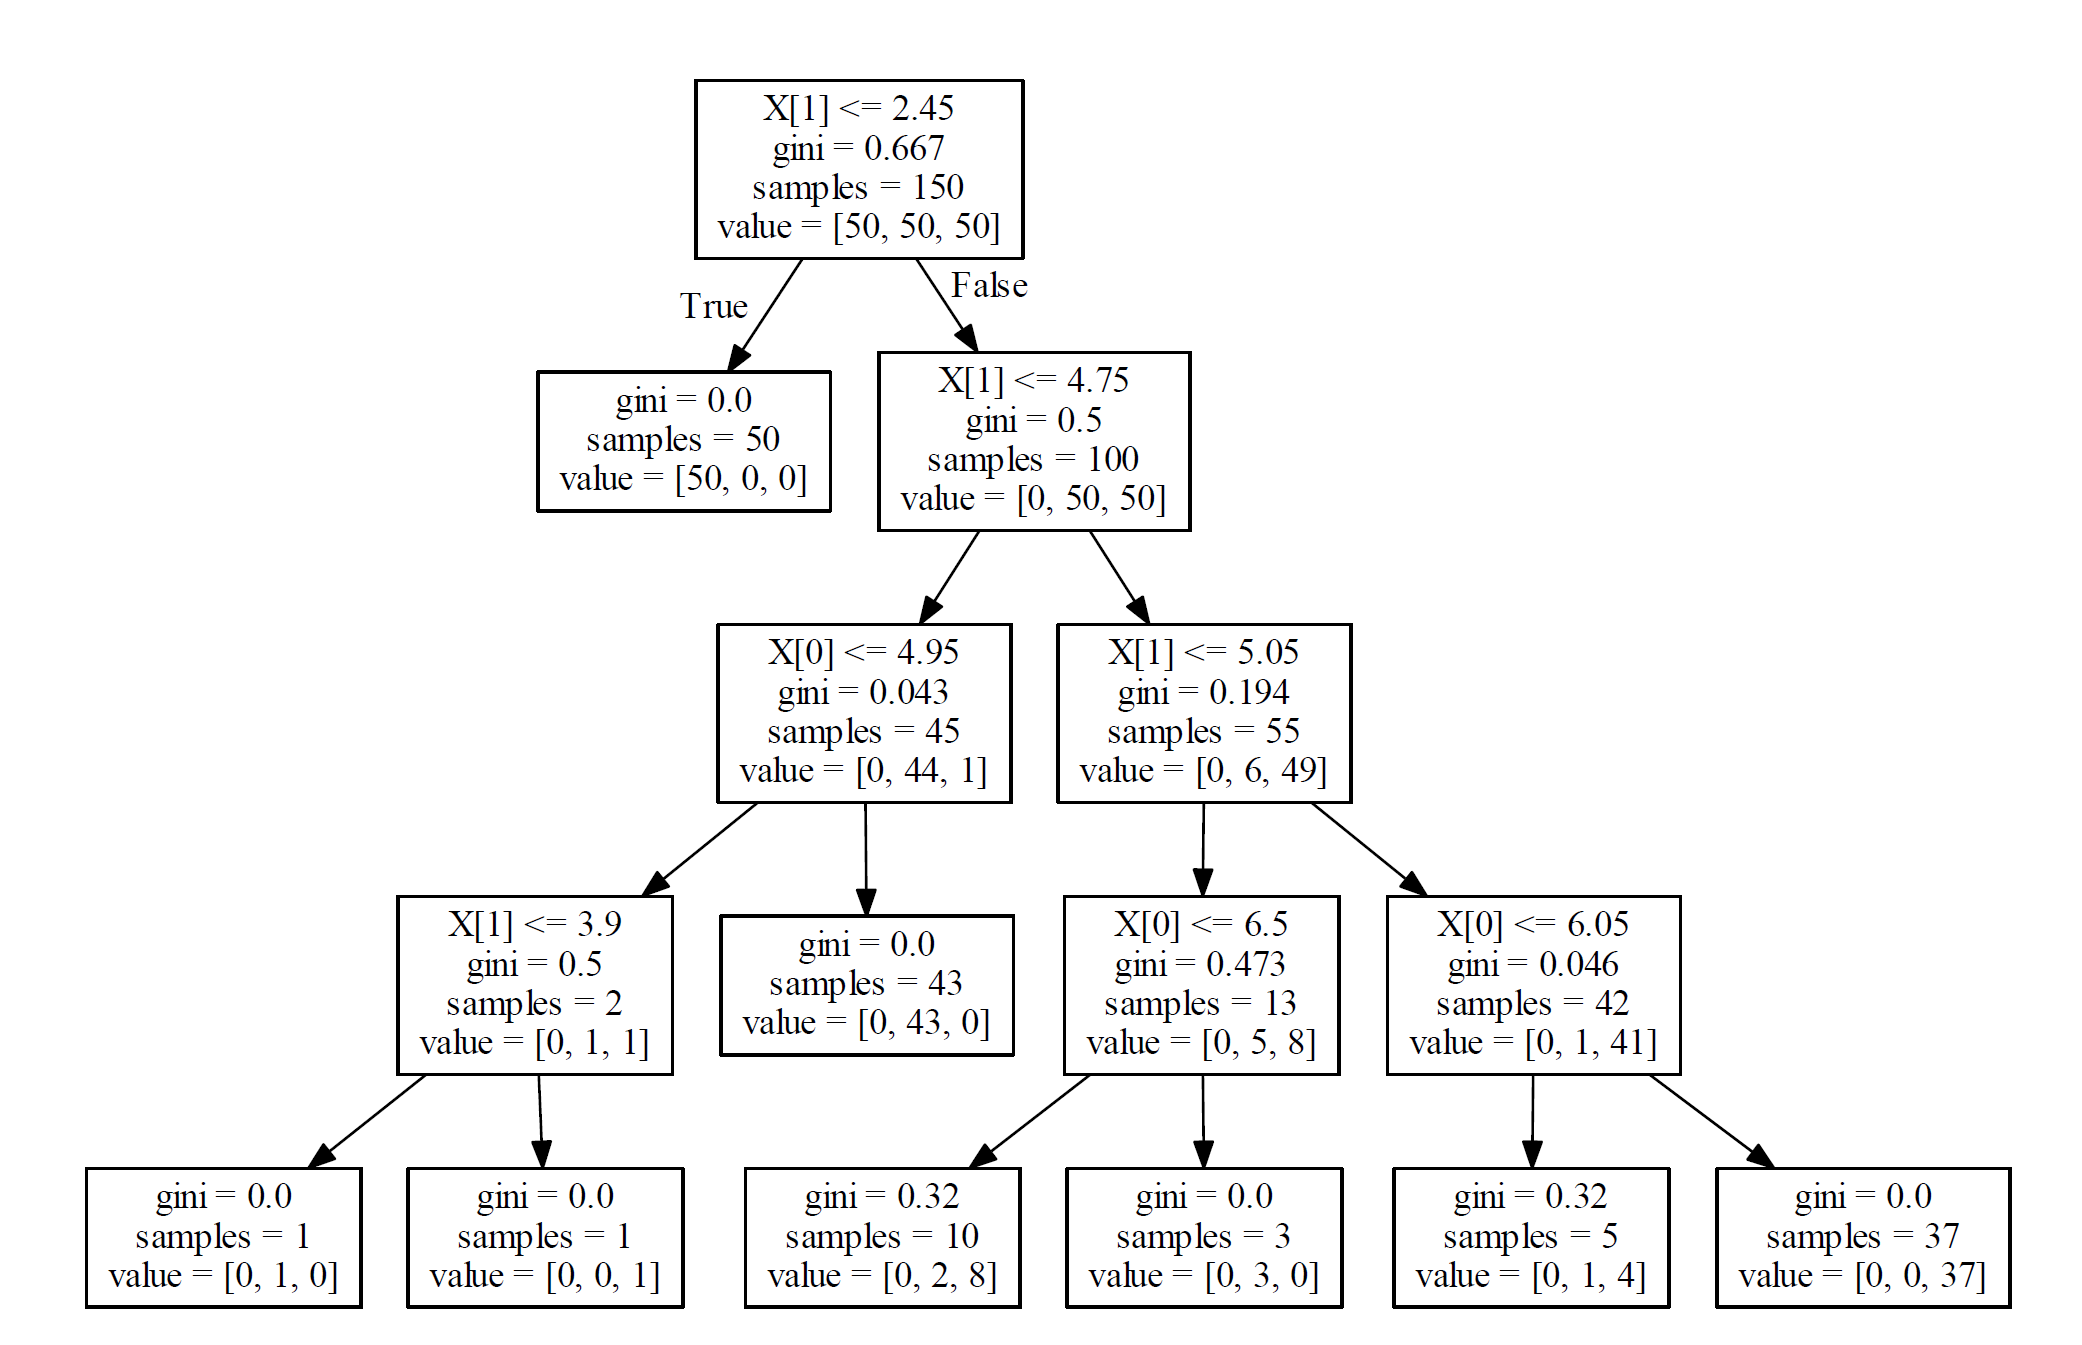 X[1] <= 2.45
gini = 0.667
samples = 150
value = [50, 50, 50]
True
False
gini = 0.0
samples = 50
value = [50, 0, 0]
X[1] <= 4.75
gini = 0.5
samples = 100
value = [0, 50, 50]
X[0] <= 4.95
gini = 0.043
samples = 45
value = [0, 44, 1]
X[1] <= 5.05
gini = 0.194
samples = 55
value = [0, 6, 49]
X[1] <= 3.9
gini = 0.5
samples = 2
value = [0, 1, 1]
gini = 0.0
samples = 43
value = [0, 43, 0]
X[0] <= 6.5
gini = 0.473
samples = 13
value = [0, 5, 8]
X[0] <= 6.05
gini = 0.046
samples = 42
value = [0, 1, 41]
gini = 0.0
samples = 1
value = [0, 1, 0]
gini = 0.0
samples = 1
value = [0, 0, 1]
gini = 0.32
samples = 10
value = [0, 2, 8]
gini = 0.0
samples = 3
value = [0, 3, 0]
gini = 0.32
samples = 5
value = [0, 1, 4]
gini = 0.0
samples = 37
value = [0, 0, 37]